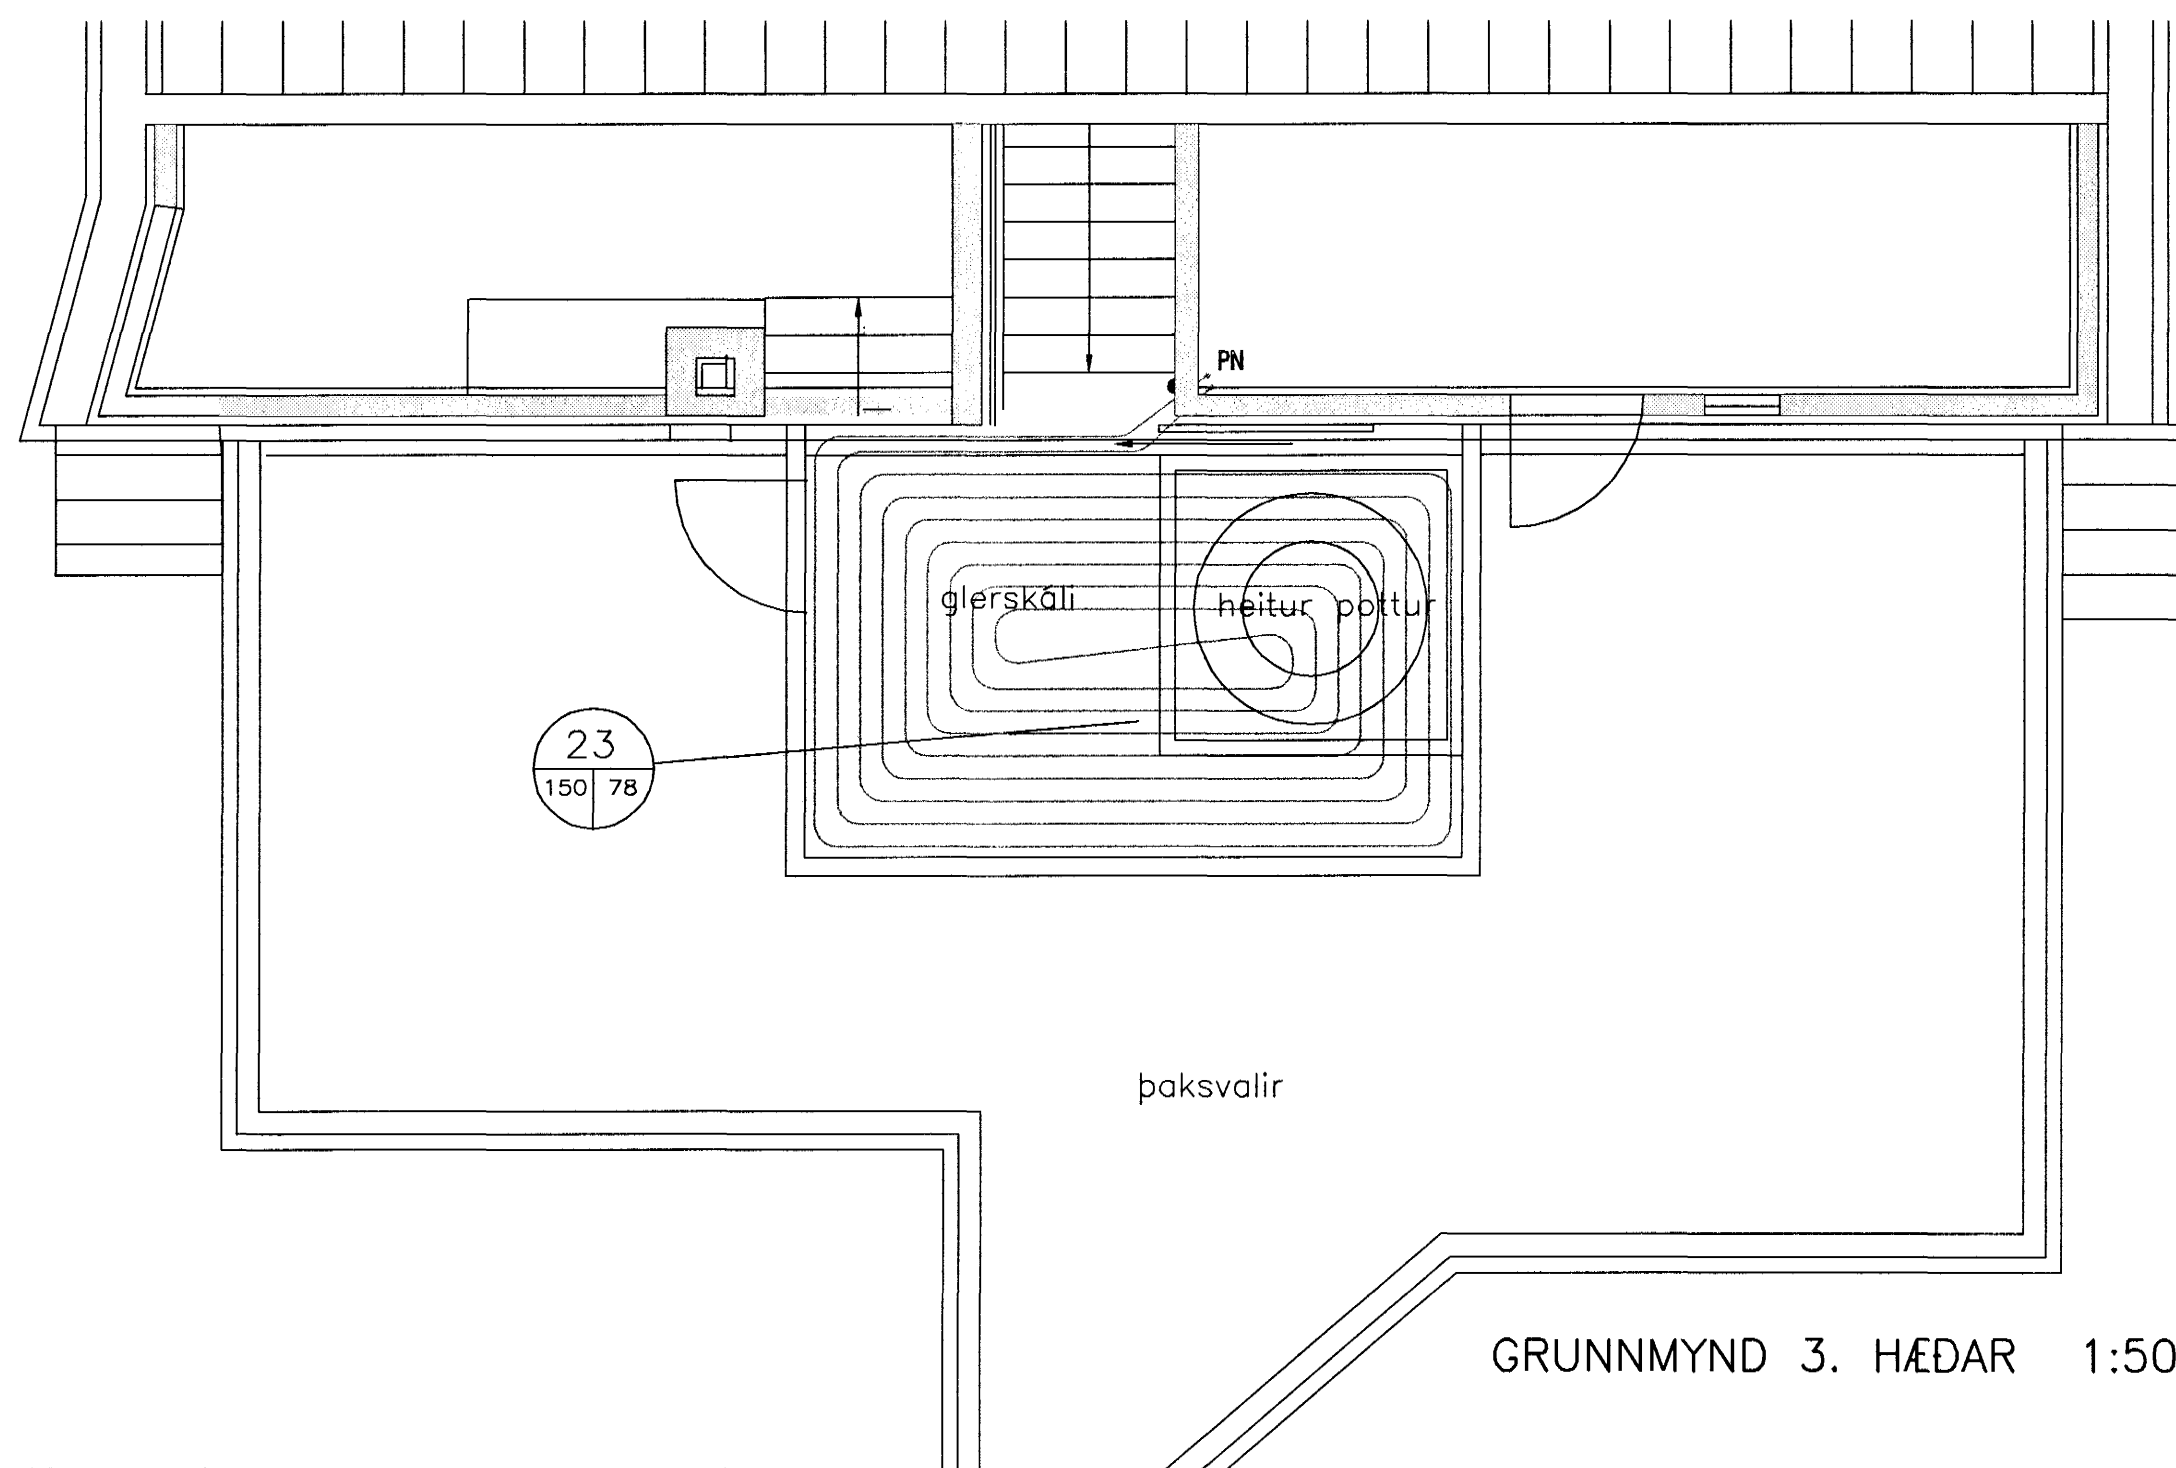 PN
glerskáli
heitur pottur
23
150 78
þaksvalir
GRUNNMYND 3. HÆÐAR 1:50